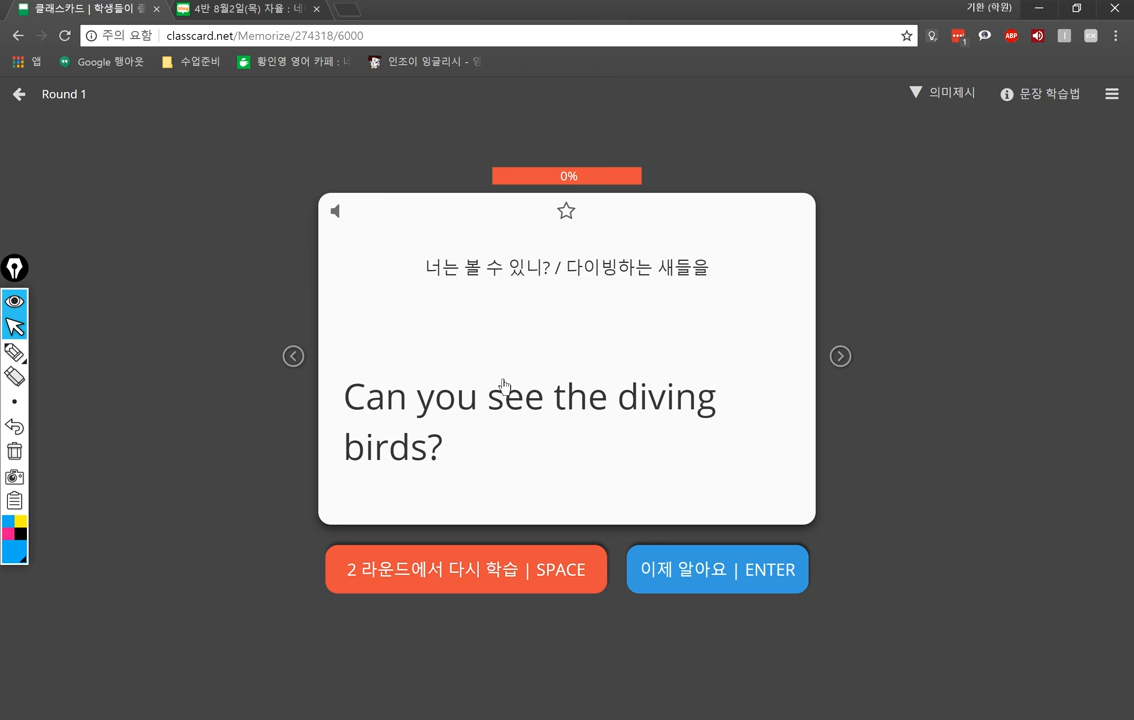 클래스카드 | 학생들이
4반 8월2일(목) 자율 : 네
기환 (학원)
주의 요함
classcard.net/Memorize/274318/6000
1
ABP
앱
Google 행아웃
수업준비
황인영 영어 카페 : 네
인조이 잉글리시 -
Round 1
의미제시
문장 학습법
0%
너는 볼 수 있니? / 다이빙하는 새들을
Can you see the diving
birds?
2 라운드에서 다시 학습 | SPACE
이제 알아요 | ENTER